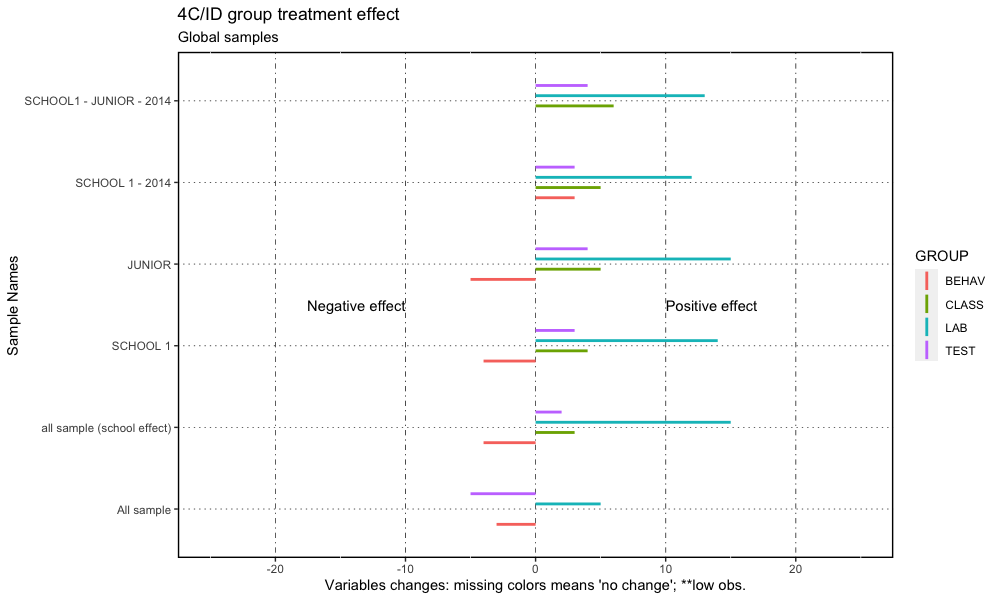 4C/ID group treatment effect
Global samples
Sample Names
SCHOOL1 - JUNIOR - 2014
SCHOOL 1 - 2014
JUNIOR
SCHOOL 1
all sample (school effect)
All sample
Negative effect
Positive effect
-20
-10
0
10
20
Variables changes: missing colors means 'no change'; **low obs.
GROUP
BEHAV
CLASS
LAB
TEST